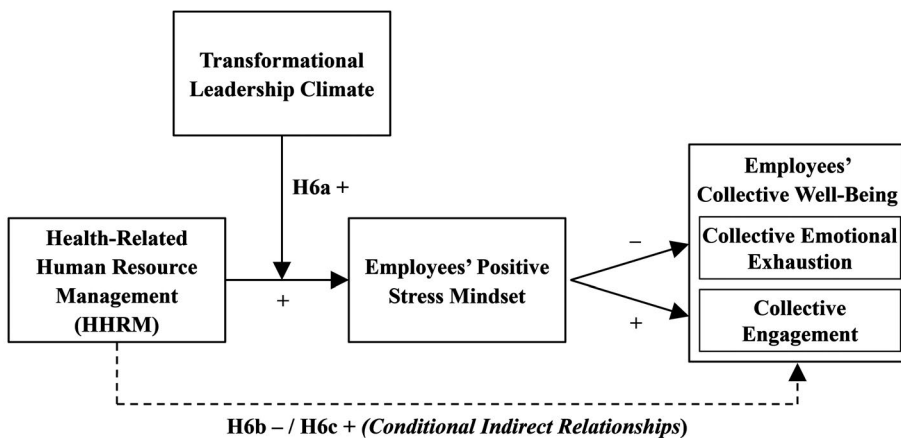 Transformational
Leadership Climate
H6a +
Employees’
Collective Well-Being
Health-Related
Human Resource
Management
(HHRM)
+
Employees’ Positive
Stress Mindset
–
+
Collective Emotional
Exhaustion
Collective
Engagement
H6b – / H6c + (Conditional Indirect Relationships)